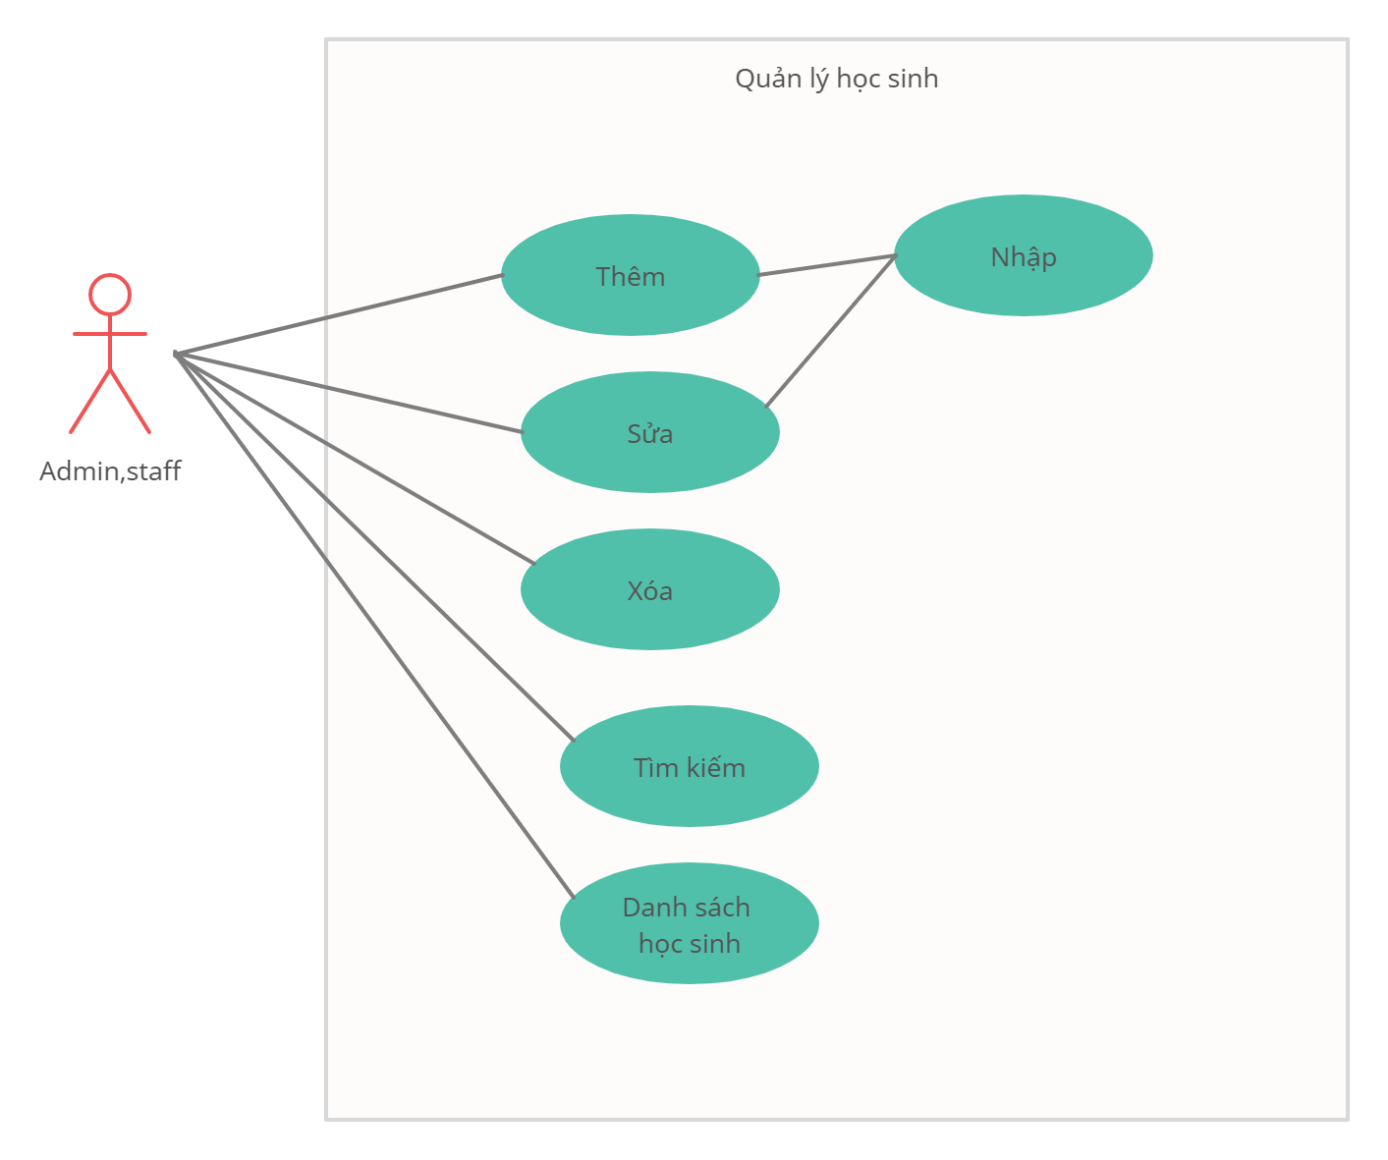 Quản lý học sinh
Thêm
Nhập
Sửa
Admin,staff
Xóa
Tìm kiếm
Danh sách
học sinh